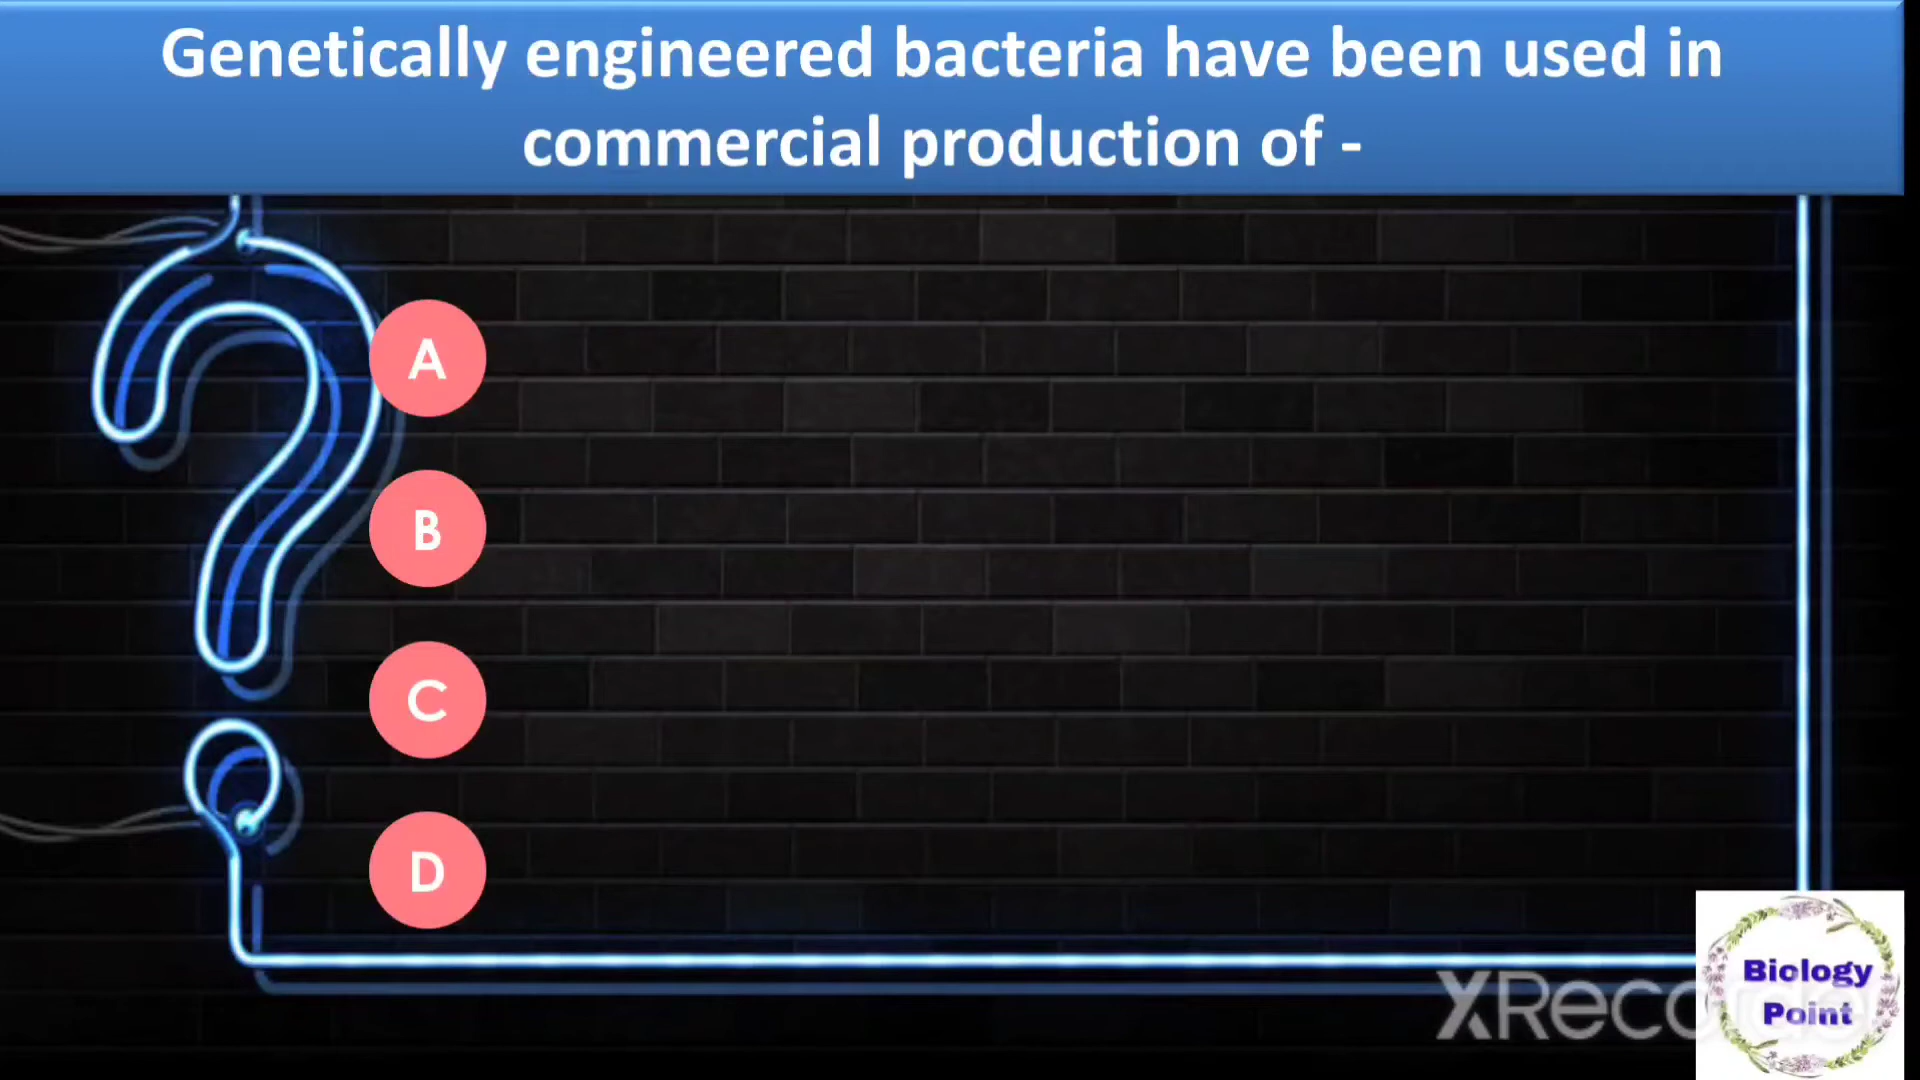 Genetically engineered bacteria have been used in
commercial production of -
A
B
C
D
Biology
Point